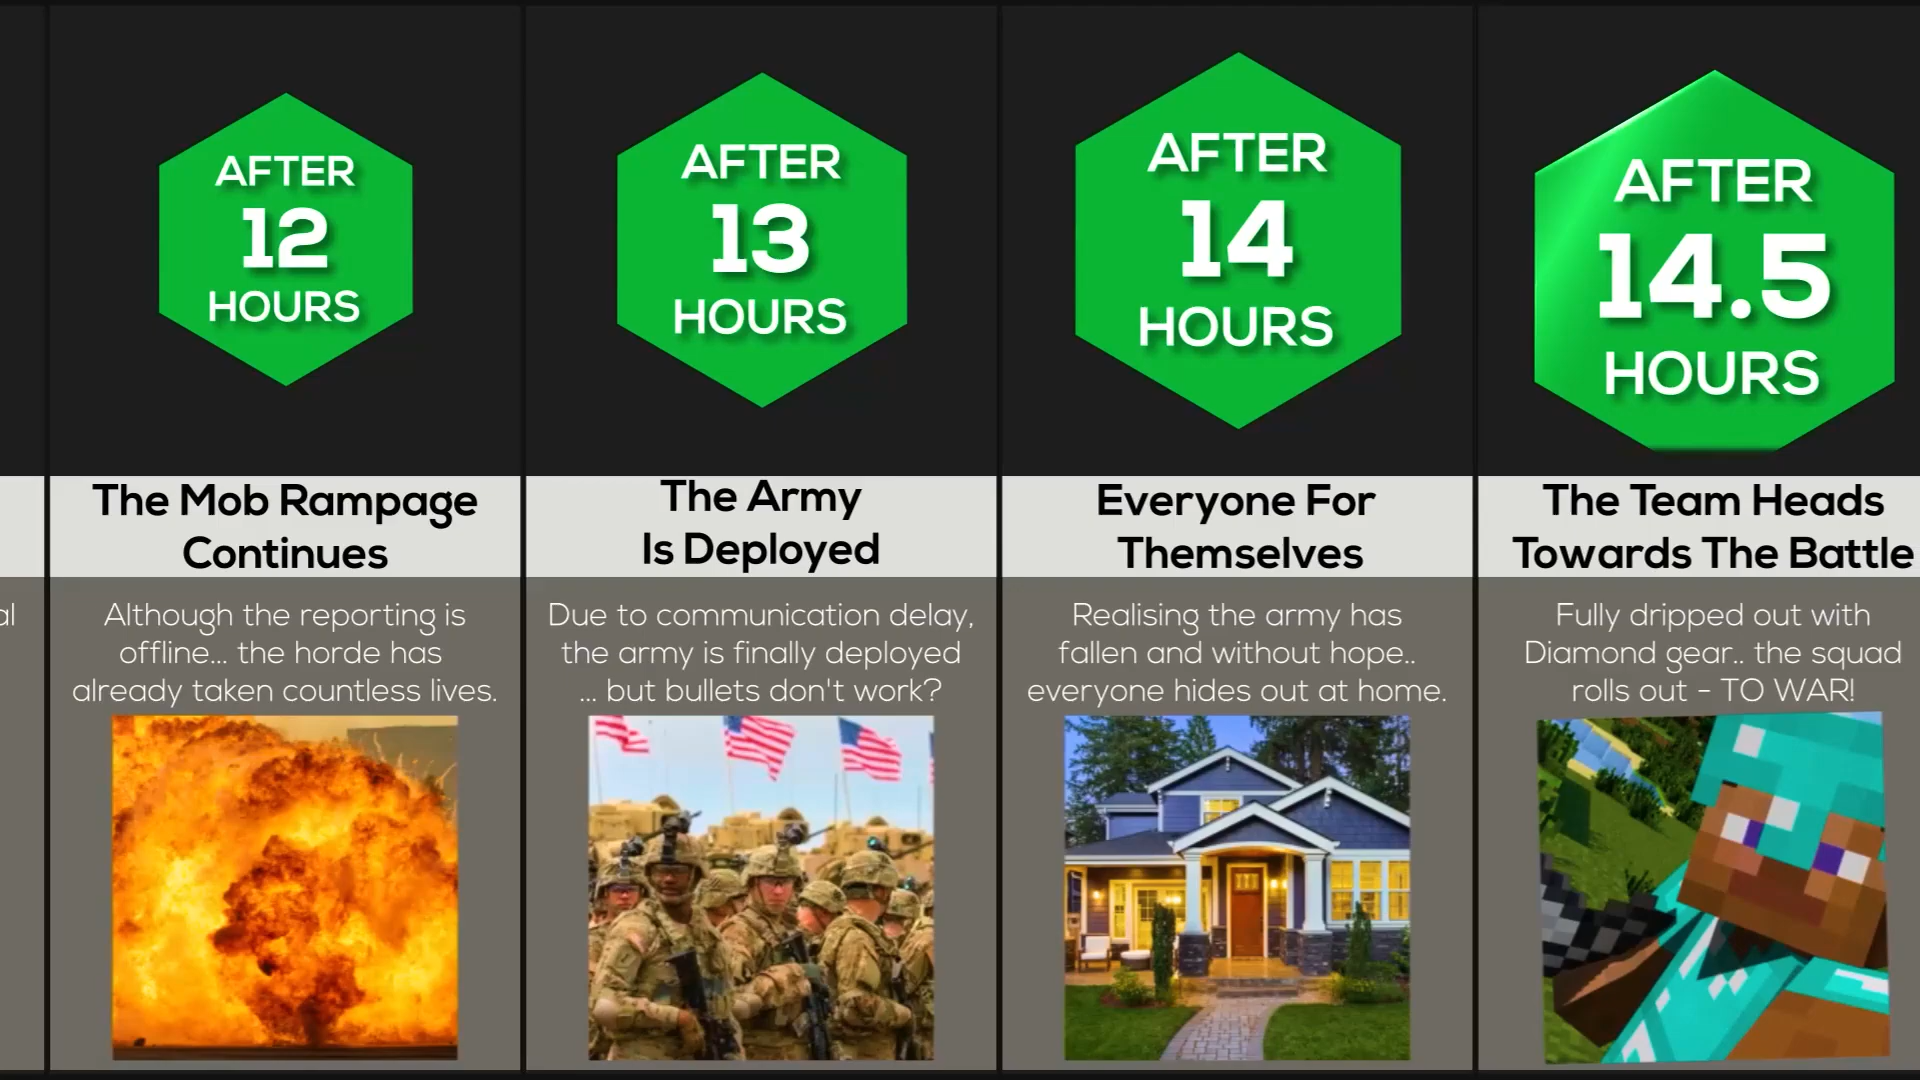 al
AFTER
12
HOURS
The Mob Rampage
Continues
Although the reporting is
offline... the horde has
already taken countless lives.
AFTER
13
HOURS
The Army
Is Deployed
Due to communication delay,
the army is finally deployed
... but bullets don't work?
AFTER
14
HOURS
Everyone For
Themselves
Realising the army has
fallen and without hope..
everyone hides out at home.
AFTER
14.5
HOURS
The Team Heads
Towards The Battle
Fully dripped out with
Diamond gear.. the squad
rolls out - TO WAR!